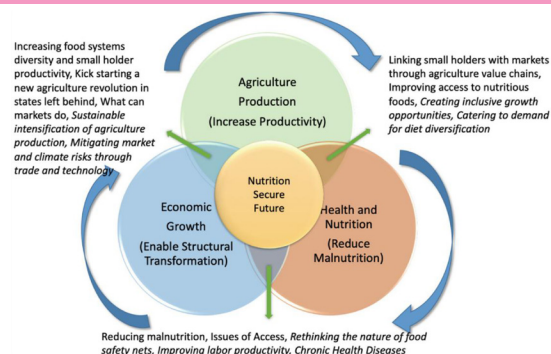 Increasing food systems
diversity and small holder
productivity, Kick starting a
new agriculture revolution in
states left behind, What can
markets do, Sustainable
intensification of agriculture
production, Mitigating market
and climate risks through
trade and technology
Agriculture
Production
(Increase Productivity)
Linking small holders with markets
through agriculture value chains,
Improving access to nutritious
foods, Creating inclusive growth
opportunities, Catering to demand
for diet diversification
Nutrition
Secure
Future
Economic
Growth
(Enable Structural
Transformation)
Health and
Nutrition
(Reduce
Malnutrition)
Reducing malnutrition, Issues of Access, Rethinking the nature of food
safety nets, Improving labor productivity, Chronic Health Diseases